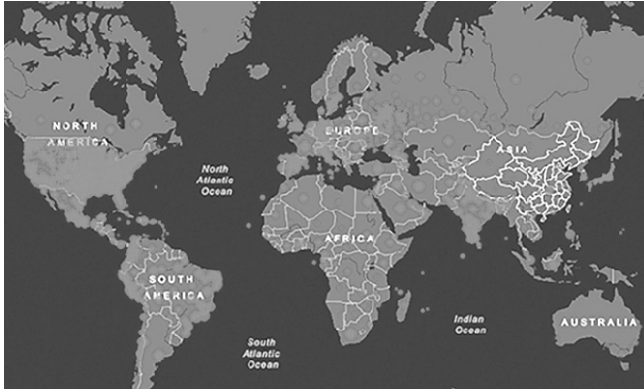 NORTH
AMERICA
EUROPE
ASIA
North
Atlantic
Ocean
AFRICA
SOUTH
AMERICA
Indian
Ocean
AUSTRALIA
South
Atlantic
Ocean